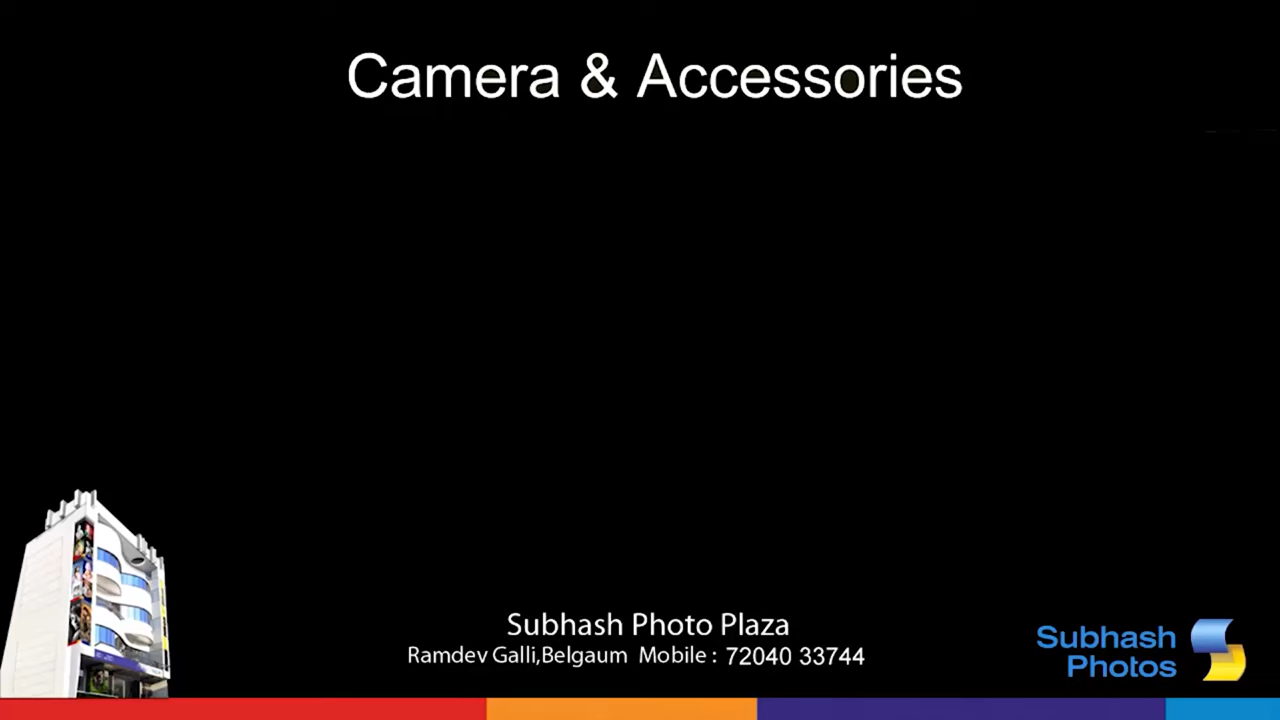 Camera & Accessories
Subhash Photo Plaza
Ramdev Galli,Belgaum Mobile : 72040 33744
Subhash
Photos